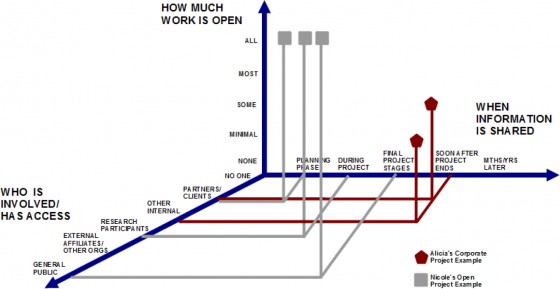 HOW MUCH
WORK IS OPEN
ALL
MOST
SOME
MINIMAL
NONE
NO ONE
WHEN
INFORMATION
IS SHARED
PLANNING
PHASE
DURING
PROJECT
FINAL
PROJECT
STAGES
SOON AFTER
PROJECT
ENDS
MTHS/YRS
LATER
WHO IS
INVOLVED/
HAS ACCESS
PARTNERS/
CLIENTS
OTHER
INTERNAL
RESEARCH
PARTICIPANTS
EXTERNAL
AFFILIATES/
OTHER ORGS
GENERAL
PUBLIC
Alicia's Corporate
Project Example
Nicole's Open
Project Example